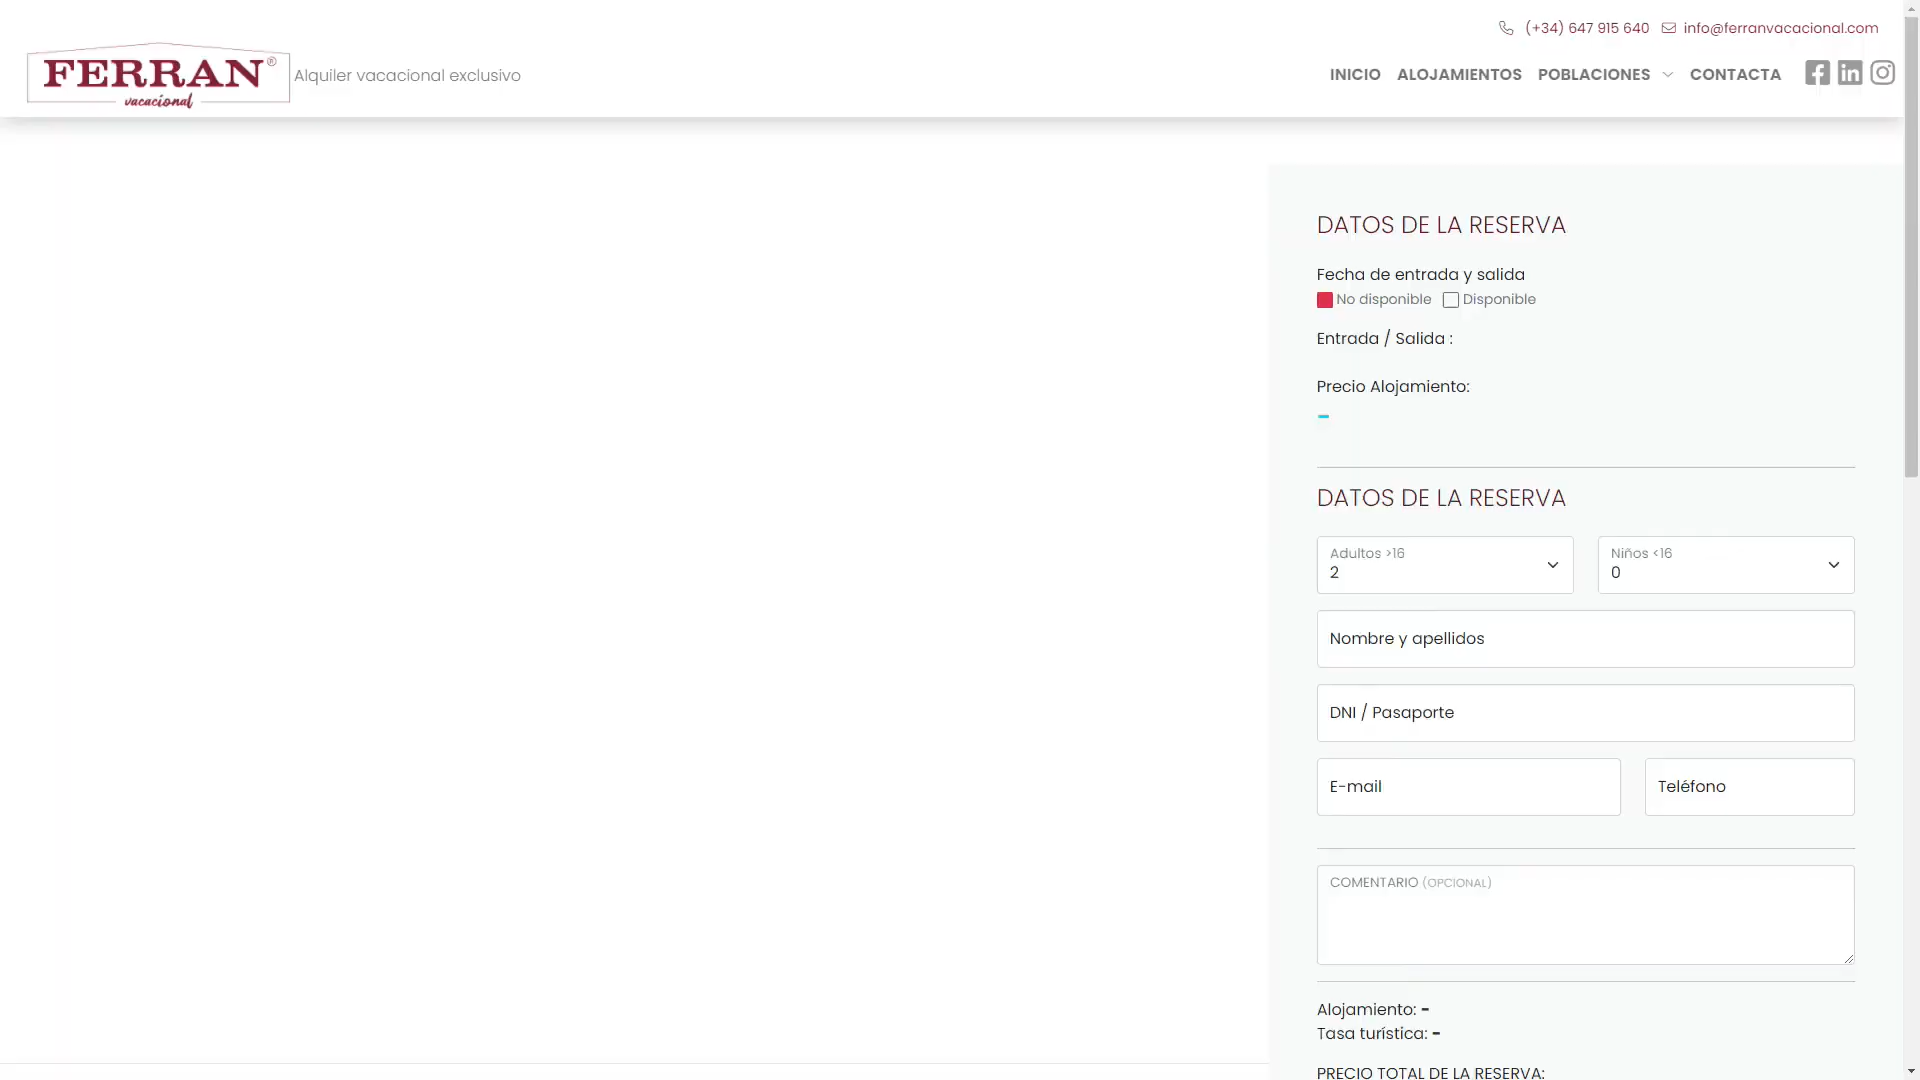 (+34) 647 915 640 info@ferranvacacional.com
FERRAN®
vacacional
Alquiler vacacional exclusivo
INICIO ALOJAMIENTOS POBLACIONES CONTACTA
DATOS DE LA RESERVA
Fecha de entrada y salida
No disponible Disponible
Entrada / Salida :
Precio Alojamiento:
-
DATOS DE LA RESERVA
Adultos >16
2
Niños <16
0
Nombre y apellidos
DNI / Pasaporte
E-mail
Teléfono
COMENTARIO (OPCIONAL)
Alojamiento: -
Tasa turística: -
PRECIO TOTAL DE LA RESERVA: